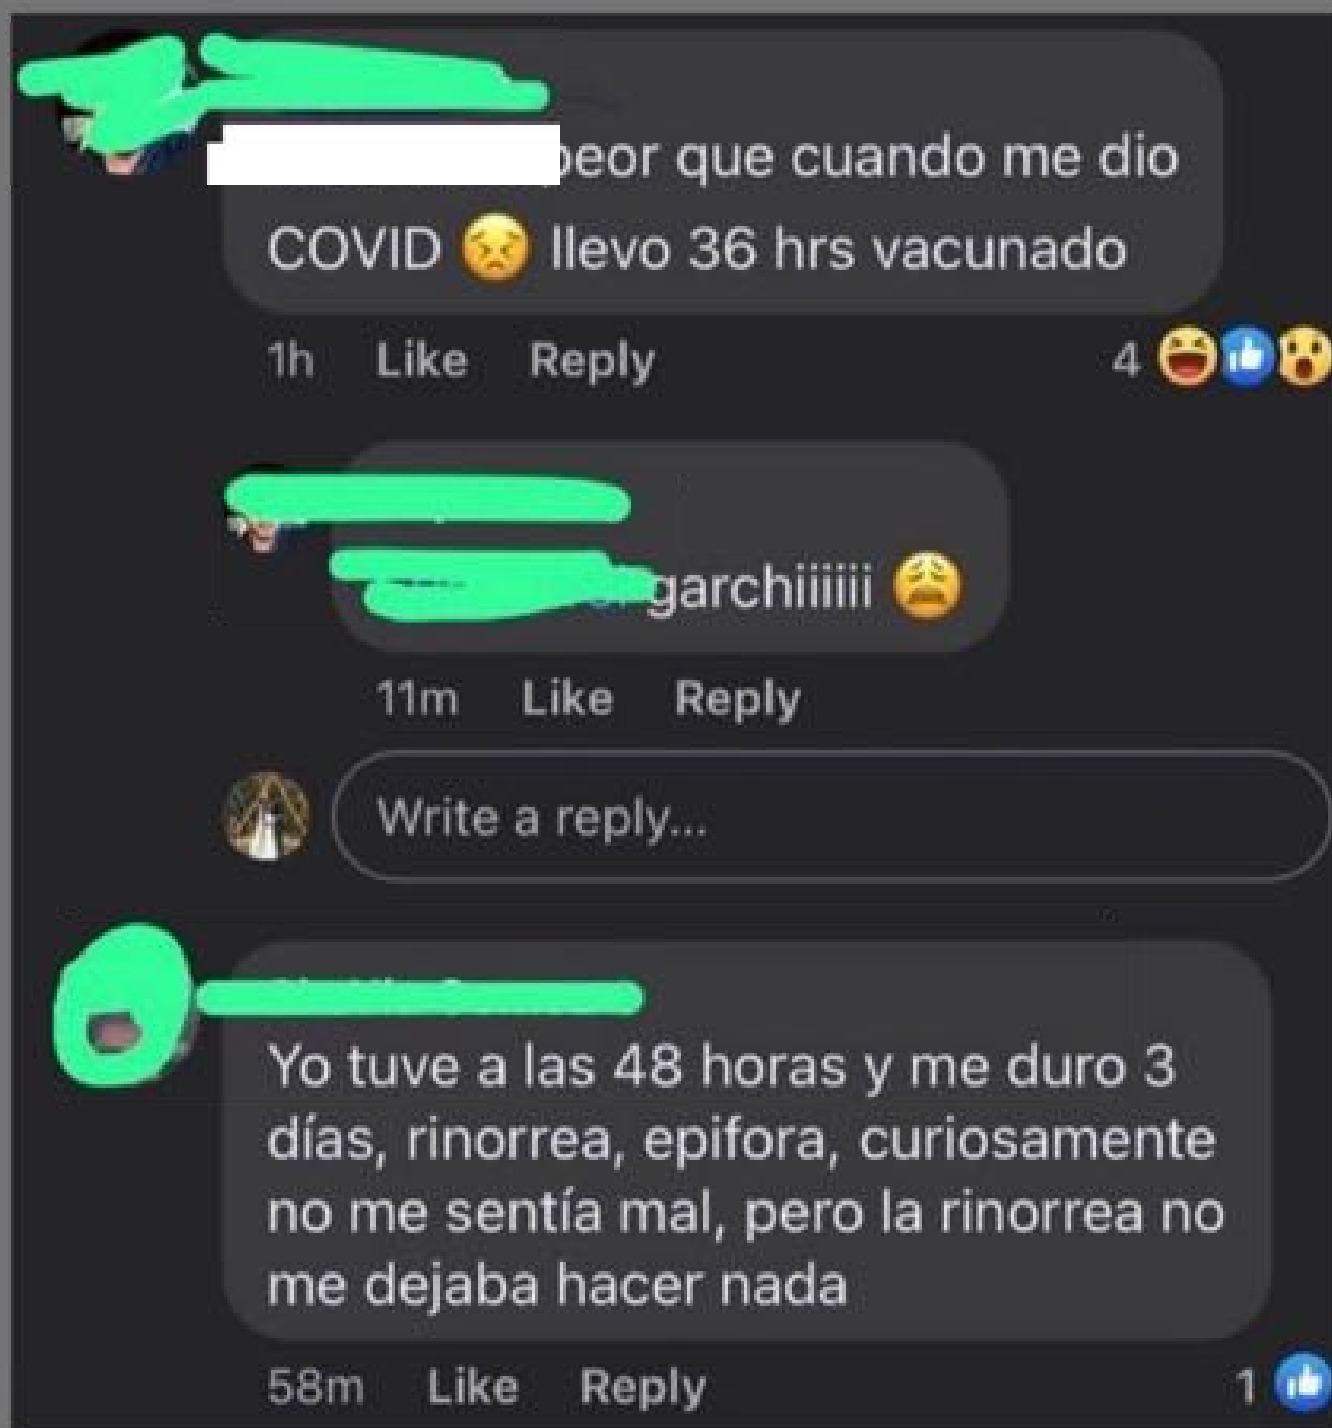 que cuando me dio
COVID 😣 llevo 36 hrs vacunado
1h Like Reply 4
garchiiiiii 😩
11m Like Reply
Write a reply...
Yo tuve a las 48 horas y me duro 3
días, rinorrea, epifora, curiosamente
no me sentía mal, pero la rinorrea no
me dejaba hacer nada
58m Like Reply 1